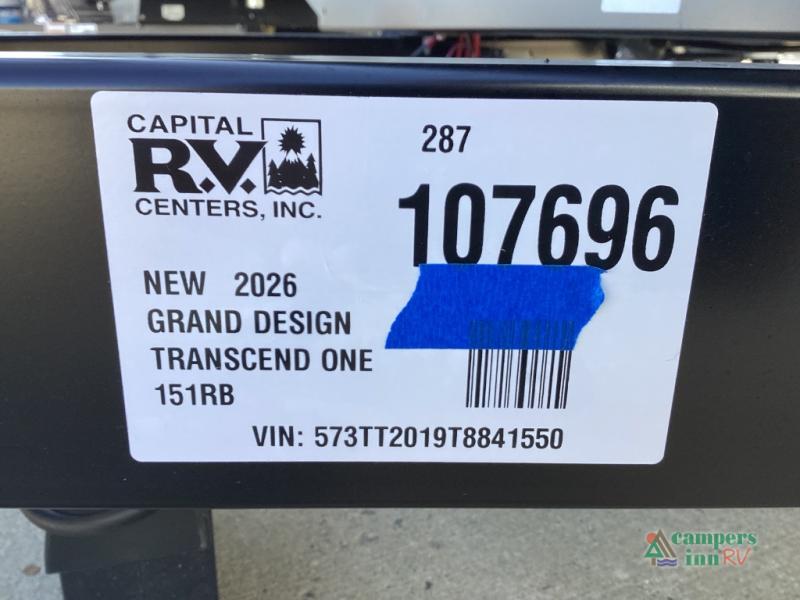 CAPITAL
R.V.
CENTERS, INC.
287
107696
NEW 2026
GRAND DESIGN
TRANSCEND ONE
151RB
VIN: 573TT2019T8841550
campers
inn RV